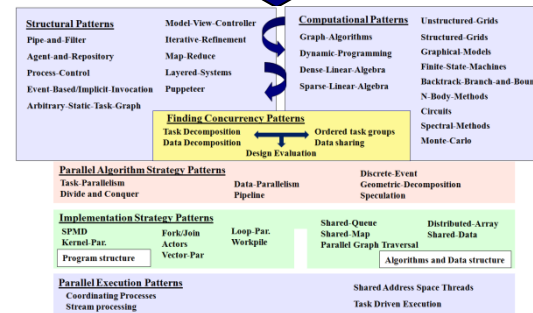 Structural Patterns
Pipe-and-Filter
Agent-and-Repository
Process-Control
Event-Based/Implicit-Invocation
Arbitrary-Static-Task-Graph
Model-View-Controller
Iterative-Refinement
Map-Reduce
Layered-Systems
Puppeteer
Computational Patterns
Graph-Algorithms
Dynamic-Programming
Dense-Linear-Algebra
Sparse-Linear-Algebra
Unstructured-Grids
Structured-Grids
Graphical-Models
Finite-State-Machines
Backtrack-Branch-and-Boun
N-Body-Methods
Circuits
Spectral-Methods
Monte-Carlo
Finding Concurrency Patterns
Task Decomposition
Data Decomposition
Ordered task groups
Data sharing
Design Evaluation
Parallel Algorithm Strategy Patterns
Task-Parallelism
Divide and Conquer
Data-Parallelism
Pipeline
Discrete-Event
Geometric-Decomposition
Speculation
Implementation Strategy Patterns
SPMD
Kernel-Par.
Program structure
Fork/Join
Actors
Vector-Par
Loop-Par.
Workpile
Shared-Queue
Shared-Map
Parallel Graph Traversal
Distributed-Array
Shared-Data
Algorithms and Data structure
Parallel Execution Patterns
Coordinating Processes
Stream processing
Shared Address Space Threads
Task Driven Execution